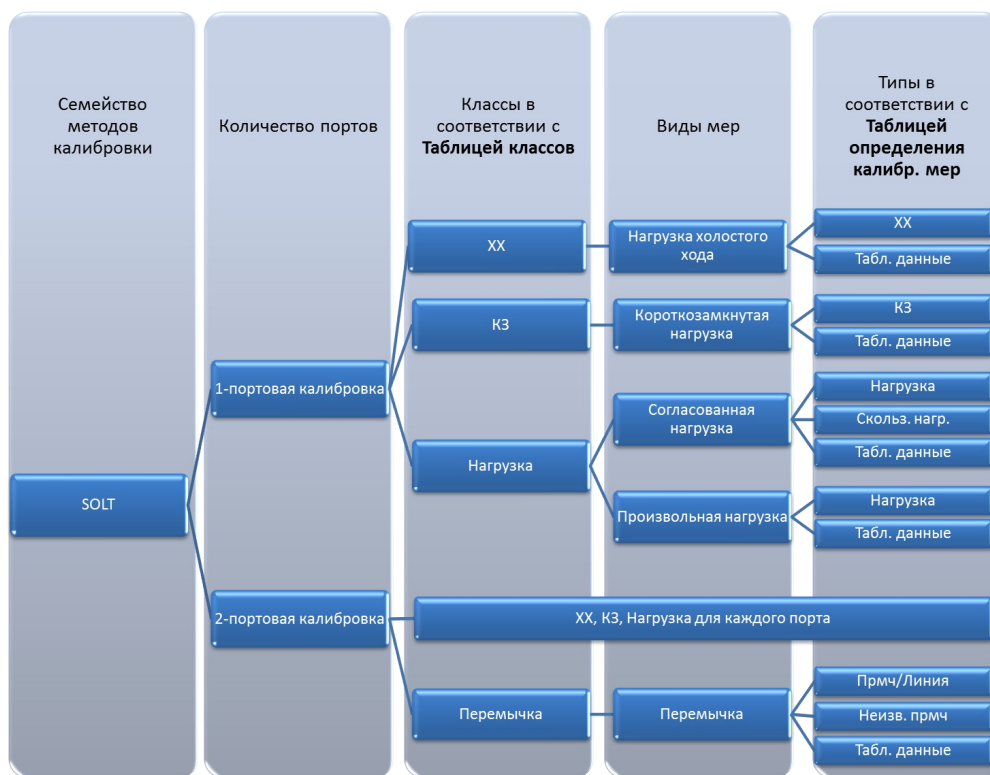 Семейство
методов
калибровки
Количество портов
Классы в
соответствии с
Таблицей классов
Виды мер
Типы в
соответствии с
Таблицей
определения
калибр. мер
SOLT
1-портовая калибровка
ХХ
Нагрузка холостого
хода
ХХ
Табл. данные
КЗ
Короткозамкнутая
нагрузка
КЗ
Табл. данные
Нагрузка
Согласованная
нагрузка
Нагрузка
Скольз. нагр.
Табл. данные
Произвольная нагрузка
Нагрузка
Табл. данные
2-портовая калибровка
ХХ, КЗ, Нагрузка для каждого порта
Перемычка
Перемычка
Прмч/Линия
Неизв. прмч
Табл. данные